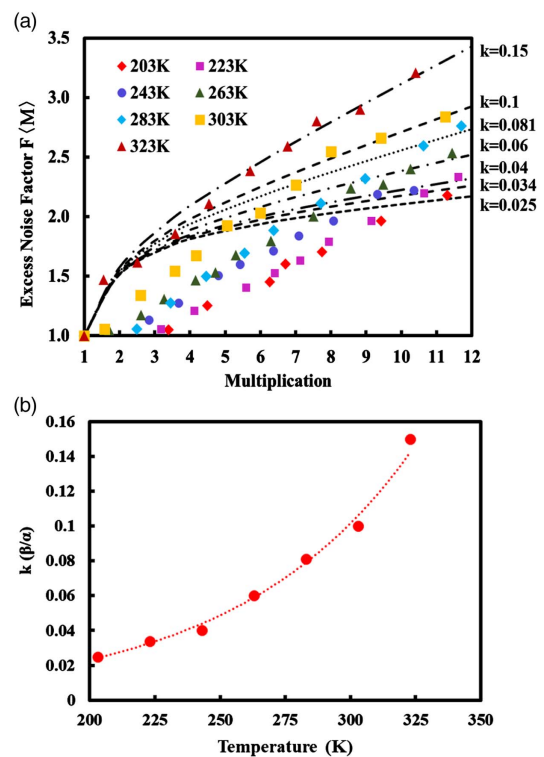 (a)
Excess Noise Factor F ⟨M⟩
3.5
3.0
2.5
2.0
1.5
1.0
203K 223K
243K 263K
283K 303K
323K
k=0.15
k=0.1
k=0.081
k=0.06
k=0.04
k=0.034
k=0.025
1 2 3 4 5 6 7 8 9 10 11 12
Multiplication
(b)
k (β/α)
0.16
0.14
0.12
0.1
0.08
0.06
0.04
0.02
0
200 225 250 275 300 325 350
Temperature (K)